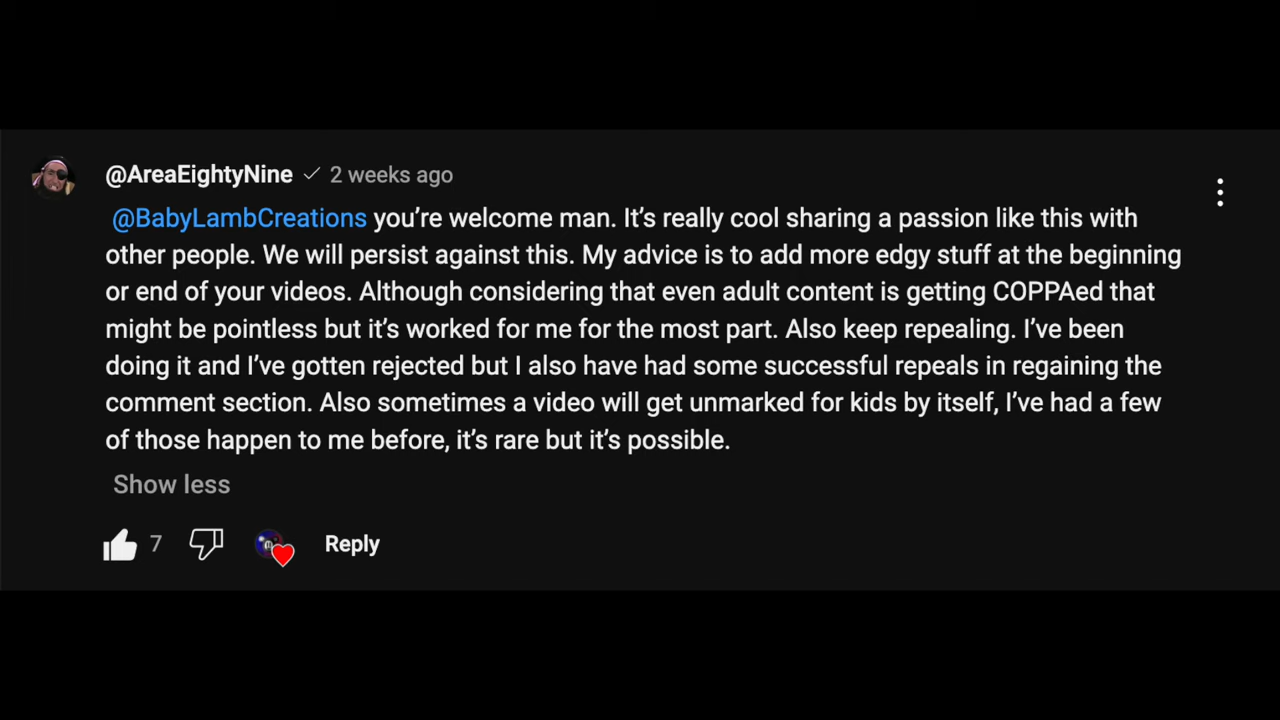 @AreaEightyNine ✓ 2 weeks ago
@BabyLambCreations you're welcome man. It's really cool sharing a passion like this with
other people. We will persist against this. My advice is to add more edgy stuff at the beginning
or end of your videos. Although considering that even adult content is getting COPPAed that
might be pointless but it's worked for me for the most part. Also keep repealing. I've been
doing it and I've gotten rejected but I also have had some successful repeals in regaining the
comment section. Also sometimes a video will get unmarked for kids by itself, I've had a few
of those happen to me before, it's rare but it's possible.
Show less
7 Reply